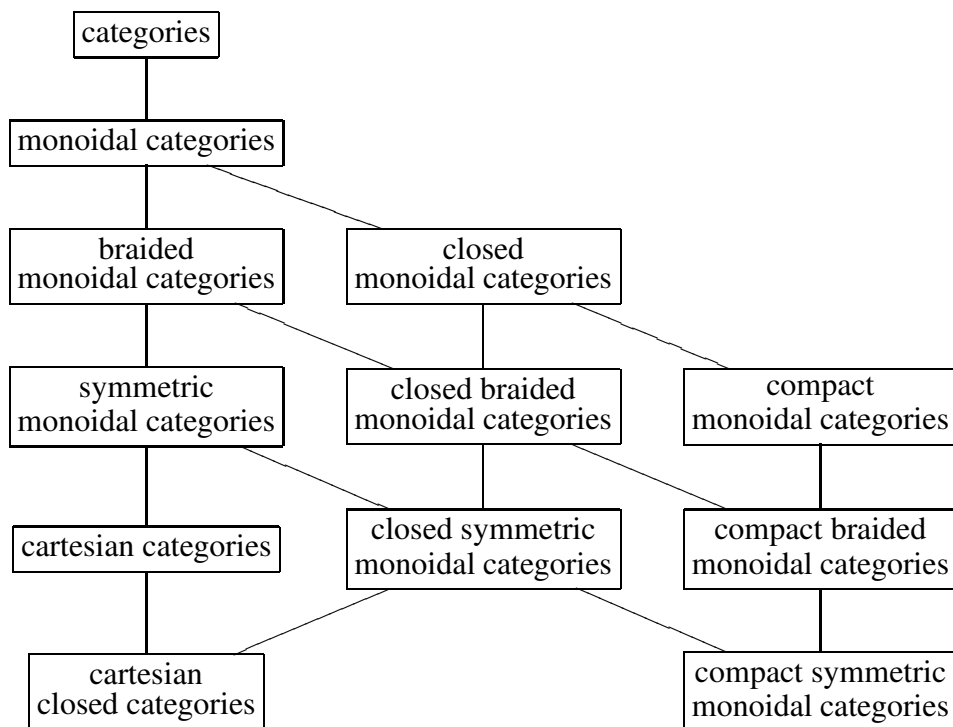 categories
monoidal categories
braided
monoidal categories
closed
monoidal categories
symmetric
monoidal categories
closed braided
monoidal categories
compact
monoidal categories
cartesian categories
closed symmetric
monoidal categories
compact braided
monoidal categories
cartesian
closed categories
compact symmetric
monoidal categories